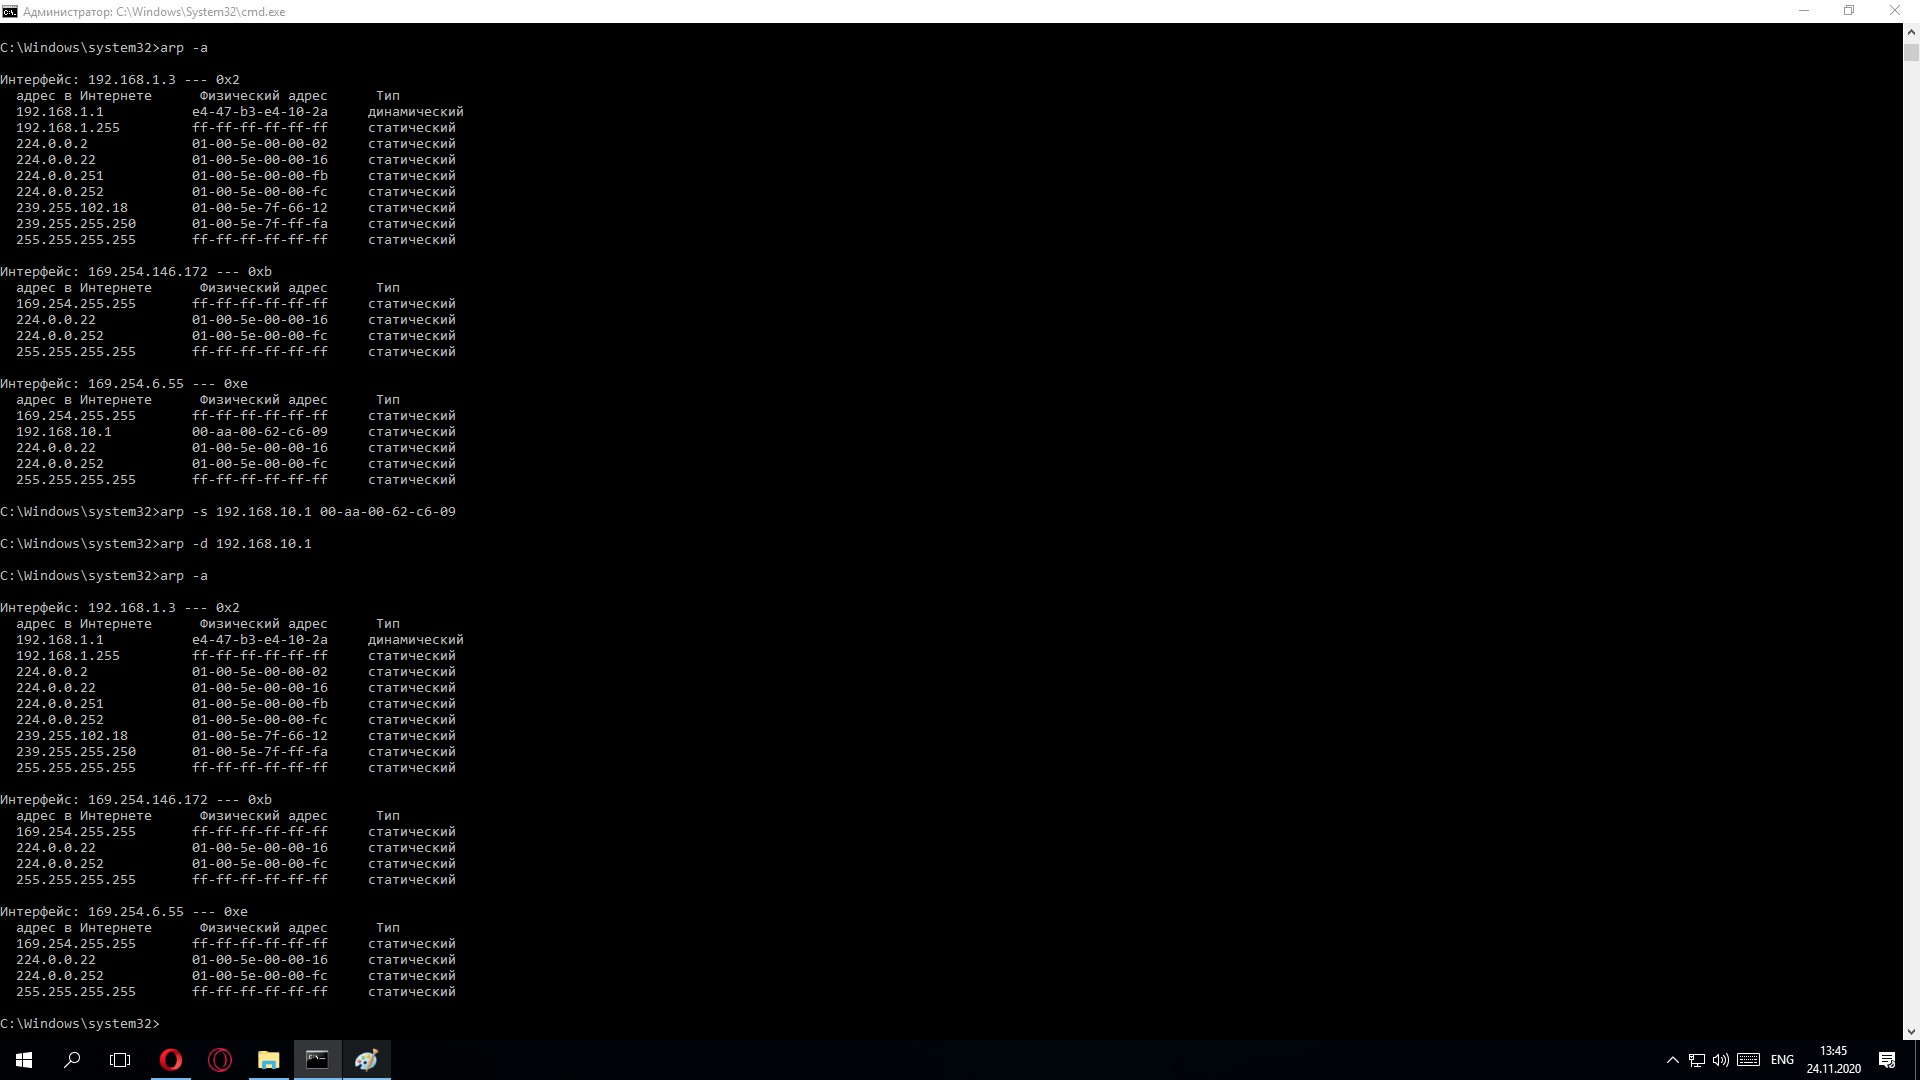 Администратор: C:\Windows\System32\cmd.exe
C:\Windows\system32>arp -a
Интерфейс: 192.168.1.3 --- 0x2
адрес в Интернете Физический адрес Тип
192.168.1.1 e4-47-b3-e4-10-2a динамический
192.168.1.255 ff-ff-ff-ff-ff-ff статический
224.0.0.2 01-00-5e-00-00-02 статический
224.0.0.22 01-00-5e-00-00-16 статический
224.0.0.251 01-00-5e-00-00-fb статический
224.0.0.252 01-00-5e-00-00-fc статический
239.255.102.18 01-00-5e-7f-66-12 статический
239.255.255.250 01-00-5e-7f-ff-fa статический
255.255.255.255 ff-ff-ff-ff-ff-ff статический
Интерфейс: 169.254.146.172 --- 0xb
адрес в Интернете Физический адрес Тип
169.254.255.255 ff-ff-ff-ff-ff-ff статический
224.0.0.22 01-00-5e-00-00-16 статический
224.0.0.252 01-00-5e-00-00-fc статический
255.255.255.255 ff-ff-ff-ff-ff-ff статический
Интерфейс: 169.254.6.55 --- 0xe
адрес в Интернете Физический адрес Тип
169.254.255.255 ff-ff-ff-ff-ff-ff статический
192.168.10.1 00-aa-00-62-c6-09 статический
224.0.0.22 01-00-5e-00-00-16 статический
224.0.0.252 01-00-5e-00-00-fc статический
255.255.255.255 ff-ff-ff-ff-ff-ff статический
C:\Windows\system32>arp -s 192.168.10.1 00-aa-00-62-c6-09
C:\Windows\system32>arp -d 192.168.10.1
C:\Windows\system32>arp -a
Интерфейс: 192.168.1.3 --- 0x2
адрес в Интернете Физический адрес Тип
192.168.1.1 e4-47-b3-e4-10-2a динамический
192.168.1.255 ff-ff-ff-ff-ff-ff статический
224.0.0.2 01-00-5e-00-00-02 статический
224.0.0.22 01-00-5e-00-00-16 статический
224.0.0.251 01-00-5e-00-00-fb статический
224.0.0.252 01-00-5e-00-00-fc статический
239.255.102.18 01-00-5e-7f-66-12 статический
239.255.255.250 01-00-5e-7f-ff-fa статический
255.255.255.255 ff-ff-ff-ff-ff-ff статический
Интерфейс: 169.254.146.172 --- 0xb
адрес в Интернете Физический адрес Тип
169.254.255.255 ff-ff-ff-ff-ff-ff статический
224.0.0.22 01-00-5e-00-00-16 статический
224.0.0.252 01-00-5e-00-00-fc статический
255.255.255.255 ff-ff-ff-ff-ff-ff статический
Интерфейс: 169.254.6.55 --- 0xe
адрес в Интернете Физический адрес Тип
169.254.255.255 ff-ff-ff-ff-ff-ff статический
224.0.0.22 01-00-5e-00-00-16 статический
224.0.0.252 01-00-5e-00-00-fc статический
255.255.255.255 ff-ff-ff-ff-ff-ff статический
C:\Windows\system32>
ENG
13:45
24.11.2020